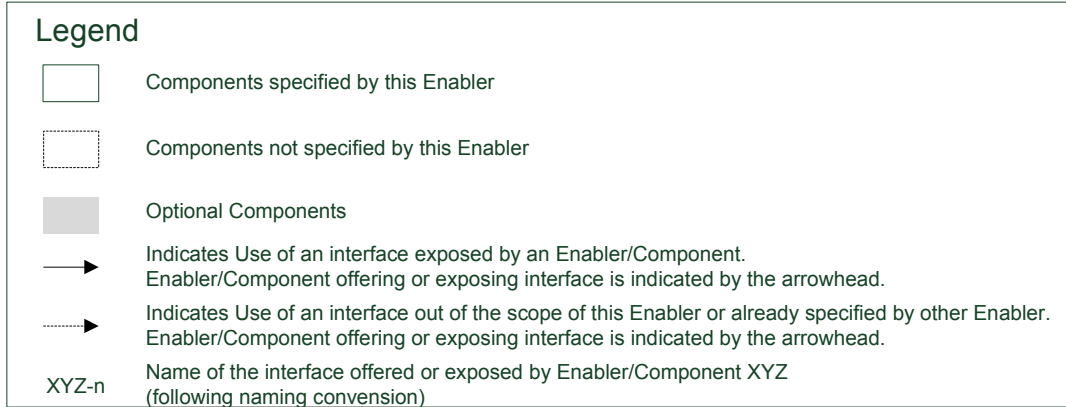 Legend
Components specified by this Enabler
Components not specified by this Enabler
Optional Components
Indicates Use of an interface exposed by an Enabler/Component.
Enabler/Component offering or exposing interface is indicated by the arrowhead.
Indicates Use of an interface out of the scope of this Enabler or already specified by other Enabler.
Enabler/Component offering or exposing interface is indicated by the arrowhead.
XYZ-n Name of the interface offered or exposed by Enabler/Component XYZ
(following naming convension)